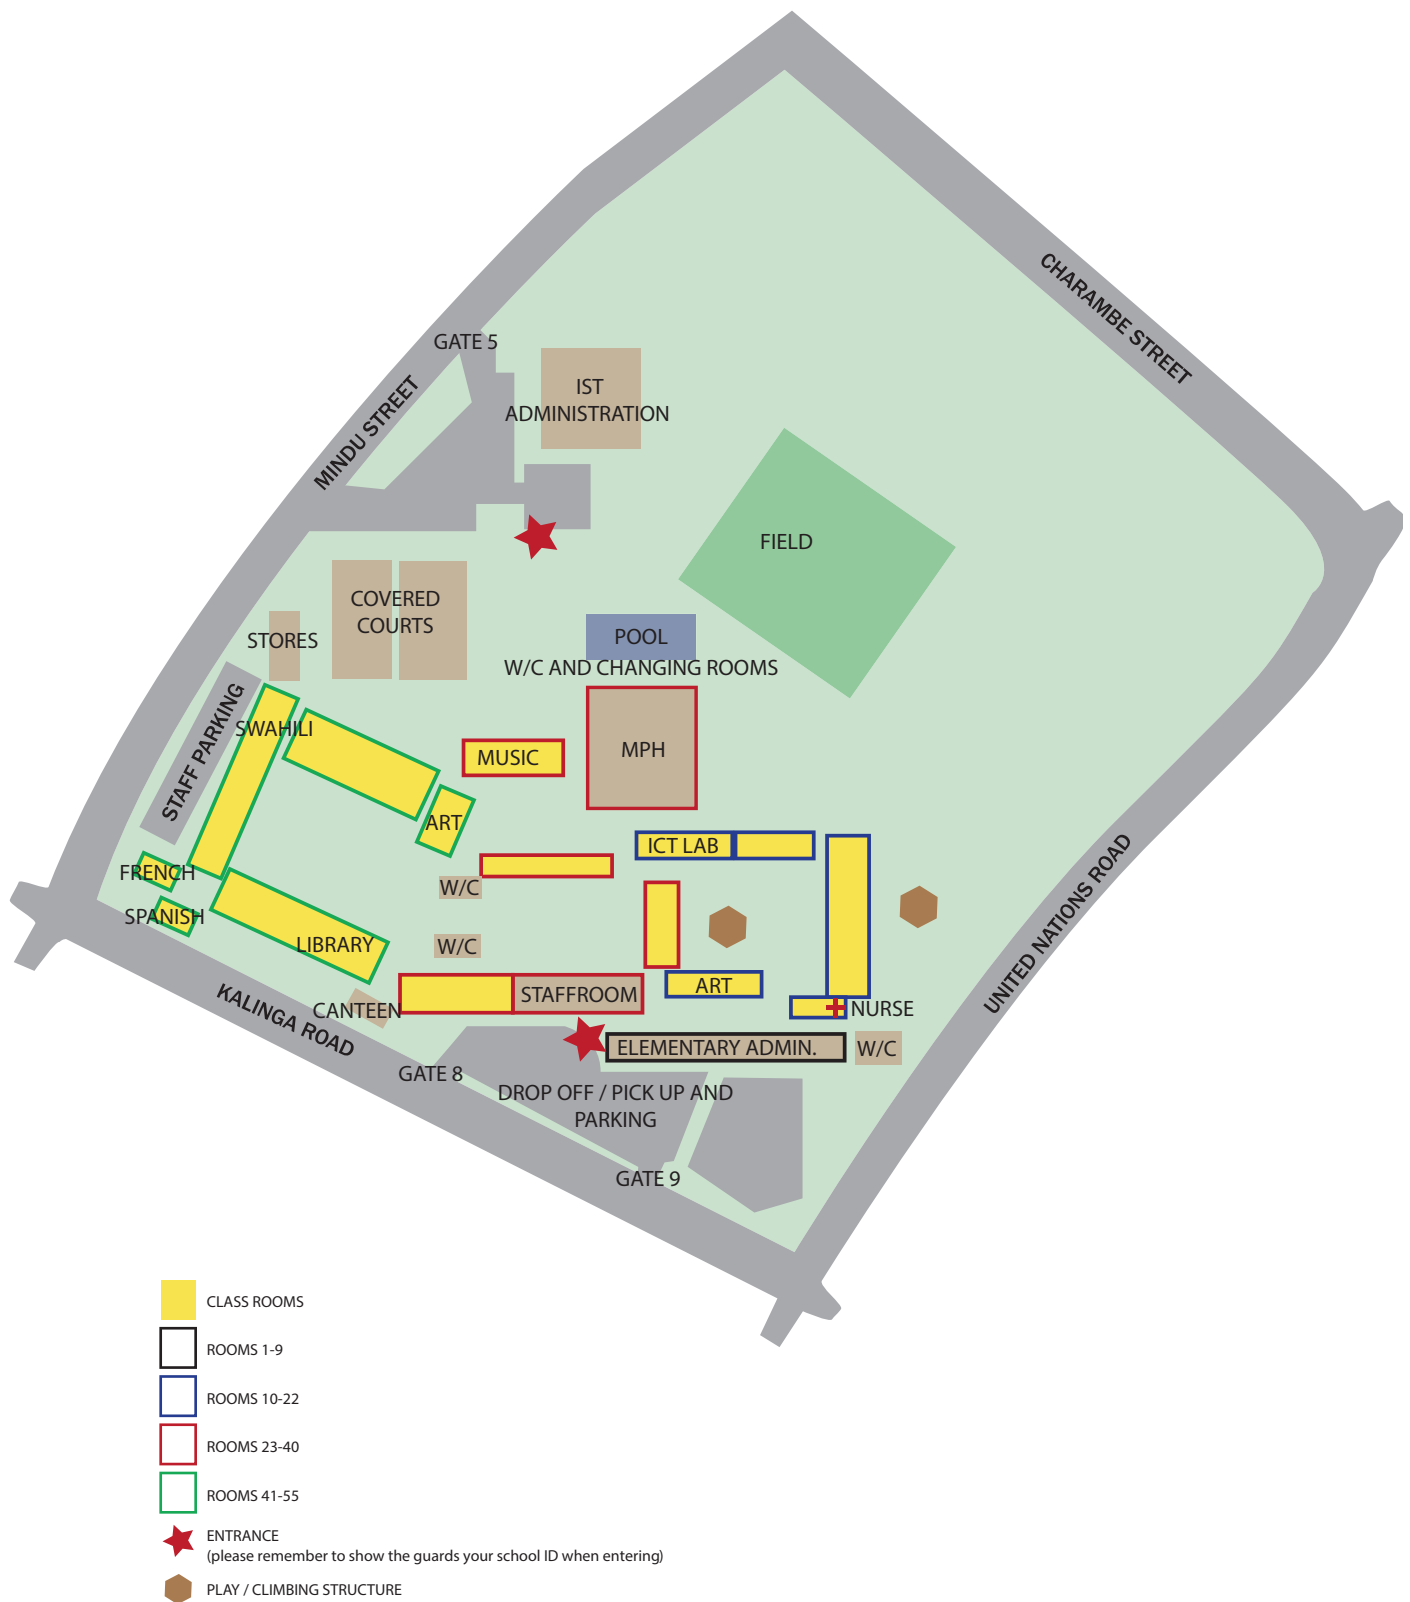 CHARAMBE STREET
GATE 5
MINDU STREET
IST
ADMINISTRATION
FIELD
COVERED
COURTS
STORES
POOL
W/C AND CHANGING ROOMS
STAFF PARKING
SWAHILI
MUSIC
MPH
ART
ICT LAB
FRENCH
W/C
SPANISH
LIBRARY
W/C
UNITED NATIONS ROAD
KALINGA ROAD
CANTEEN
STAFFROOM
ART
NURSE
ELEMENTARY ADMIN.
W/C
GATE 8
DROP OFF / PICK UP AND
PARKING
GATE 9
CLASS ROOMS
ROOMS 1-9
ROOMS 10-22
ROOMS 23-40
ROOMS 41-55
ENTRANCE
(please remember to show the guards your school ID when entering)
PLAY / CLIMBING STRUCTURE